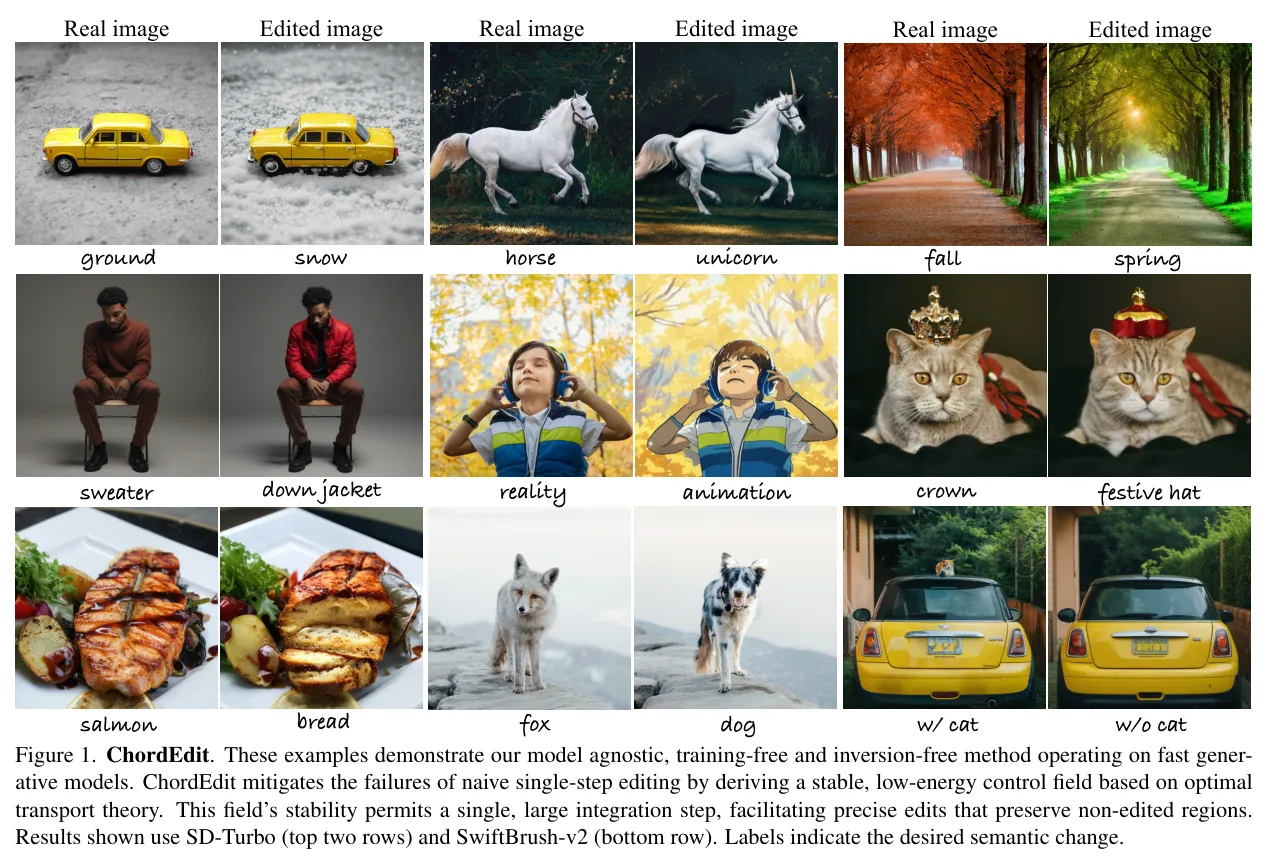 Real image Edited image Real image Edited image Real image Edited image
ground snow horse unicorn fall spring
sweater down jacket reality animation crown festive hat
salmon bread fox dog w/ cat w/o cat
Figure 1. ChordEdit. These examples demonstrate our model agnostic, training-free and inversion-free method operating on fast gener-
ative models. ChordEdit mitigates the failures of naive single-step editing by deriving a stable, low-energy control field based on optimal
transport theory. This field's stability permits a single, large integration step, facilitating precise edits that preserve non-edited regions.
Results shown use SD-Turbo (top two rows) and SwiftBrush-v2 (bottom row). Labels indicate the desired semantic change.